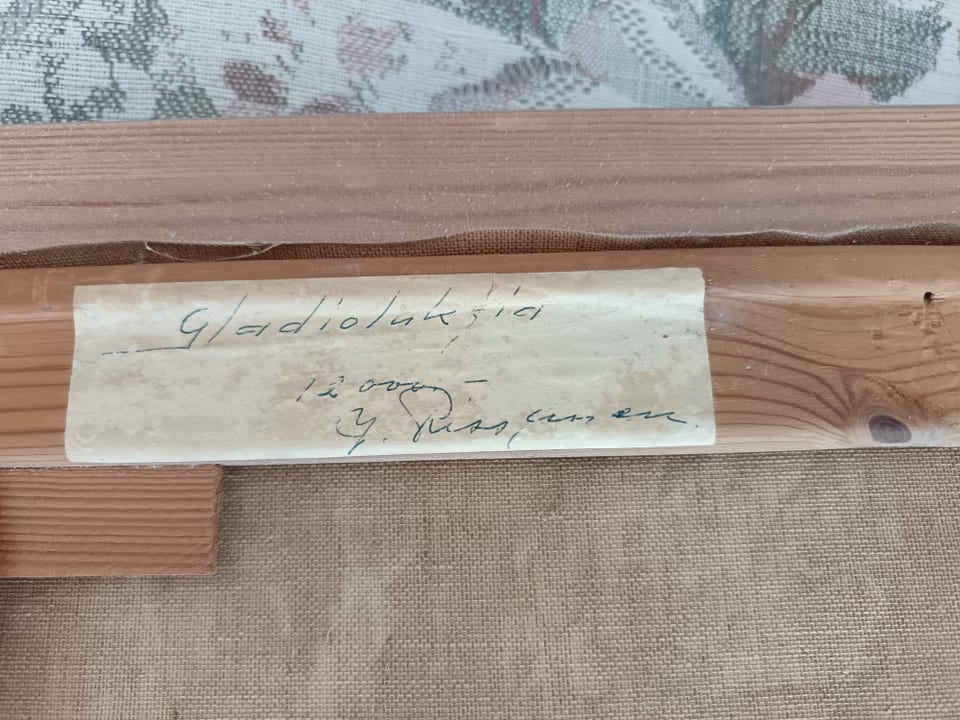 Gladioluksia
12 000,-
Y.